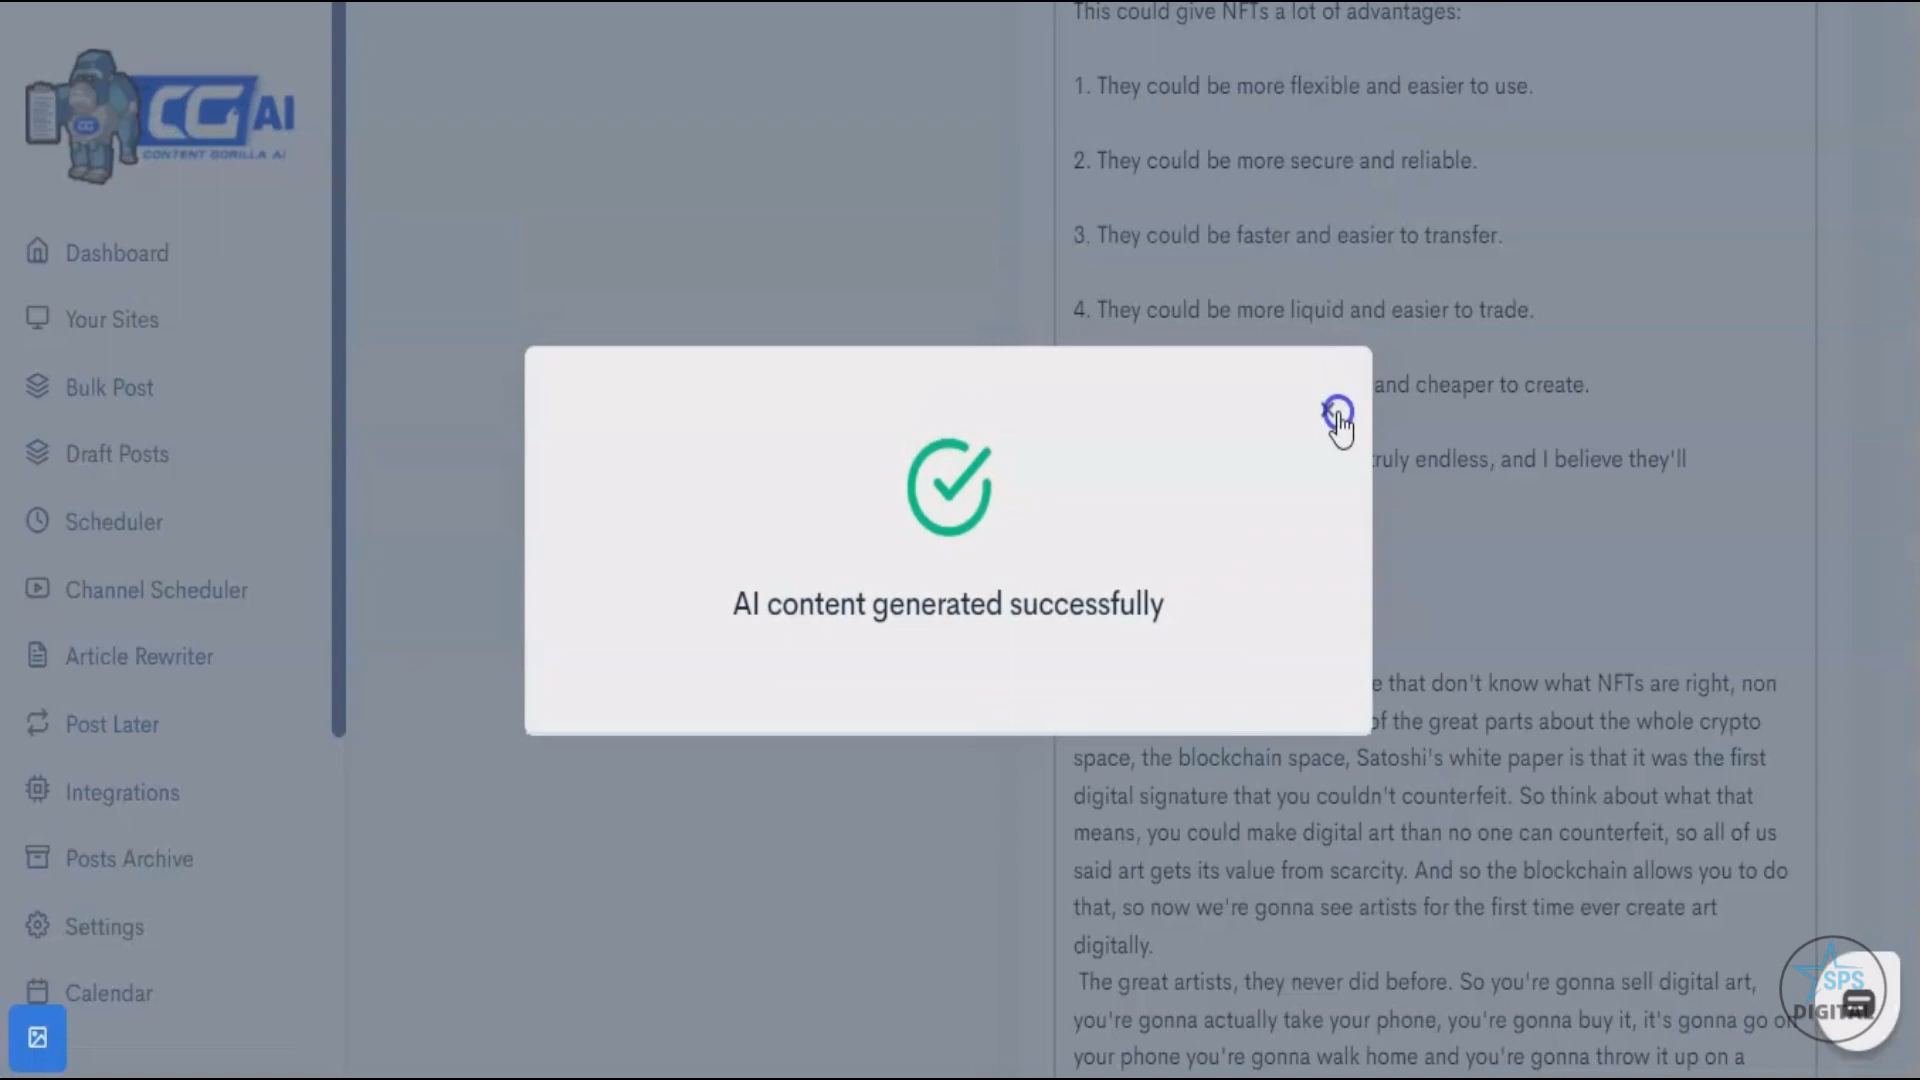 CG AI
CONTENT GORILLA AI
CG
Dashboard
Your Sites
Bulk Post
Draft Posts
Scheduler
Channel Scheduler
Article Rewriter
Post Later
Integrations
Posts Archive
Settings
Calendar
This could give NFTs a lot of advantages:
1. They could be more flexible and easier to use.
2. They could be more secure and reliable.
3. They could be faster and easier to transfer.
4. They could be more liquid and easier to trade.
and cheaper to create.
truly endless, and I believe they'll
AI content generated successfully
e that don't know what NFTs are right, non
of the great parts about the whole crypto
space, the blockchain space, Satoshi's white paper is that it was the first
digital signature that you couldn't counterfeit. So think about what that
means, you could make digital art than no one can counterfeit, so all of us
said art gets its value from scarcity. And so the blockchain allows you to do
that, so now we're gonna see artists for the first time ever create art
digitally.
The great artists, they never did before. So you're gonna sell digital art,
you're gonna actually take your phone, you're gonna buy it, it's gonna go on
your phone you're gonna walk home and you're gonna throw it up on a
SPS
DIGITAL